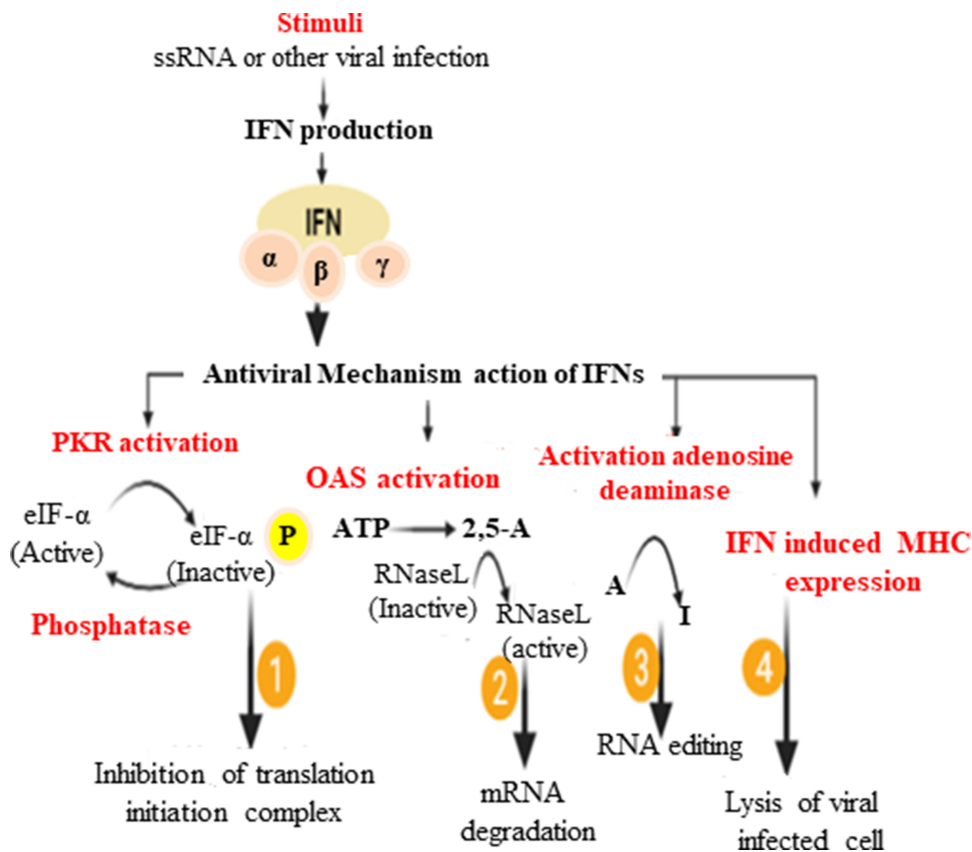 Stimuli
ssRNA or other viral infection
IFN production
IFN
α
β
γ
Antiviral Mechanism action of IFNs
PKR activation
eIF-α
(Active)
eIF-α
(Inactive)
P
Phosphatase
1
Inhibition of translation
initiation complex
OAS activation
ATP
2,5-A
RNaseL
(Inactive)
RNaseL
(active)
2
mRNA
degradation
Activation adenosine
deaminase
A
I
3
RNA editing
IFN induced MHC
expression
4
Lysis of viral
infected cell